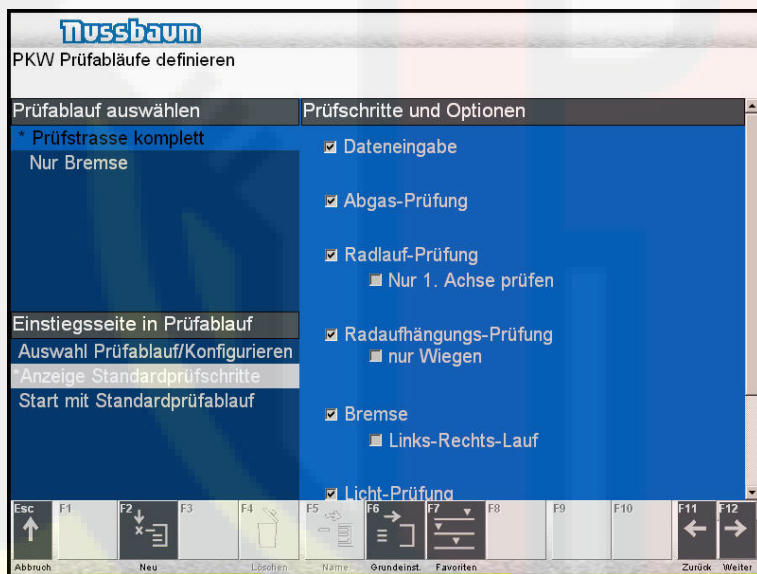 Nussbaum
PKW Prüfabläufe definieren
Prüfablauf auswählen
* Prüfstrasse komplett
Nur Bremse
Einstiegsseite in Prüfablauf
Auswahl Prüfablauf/Konfigurieren
*Anzeige Standardprüfschritte
Start mit Standardprüfablauf
Prüfschritte und Optionen
Dateneingabe
Abgas-Prüfung
Radlauf-Prüfung
Nur 1. Achse prüfen
Radaufhängungs-Prüfung
nur Wiegen
Bremse
Links-Rechts-Lauf
Licht-Prüfung
Esc F1 F2 F3 F4 F5 F6 F7 F8 F9 F10 F11 F12
Abbruch Neu Löschen Name Grundeinst. Favoriten Zurück Weiter